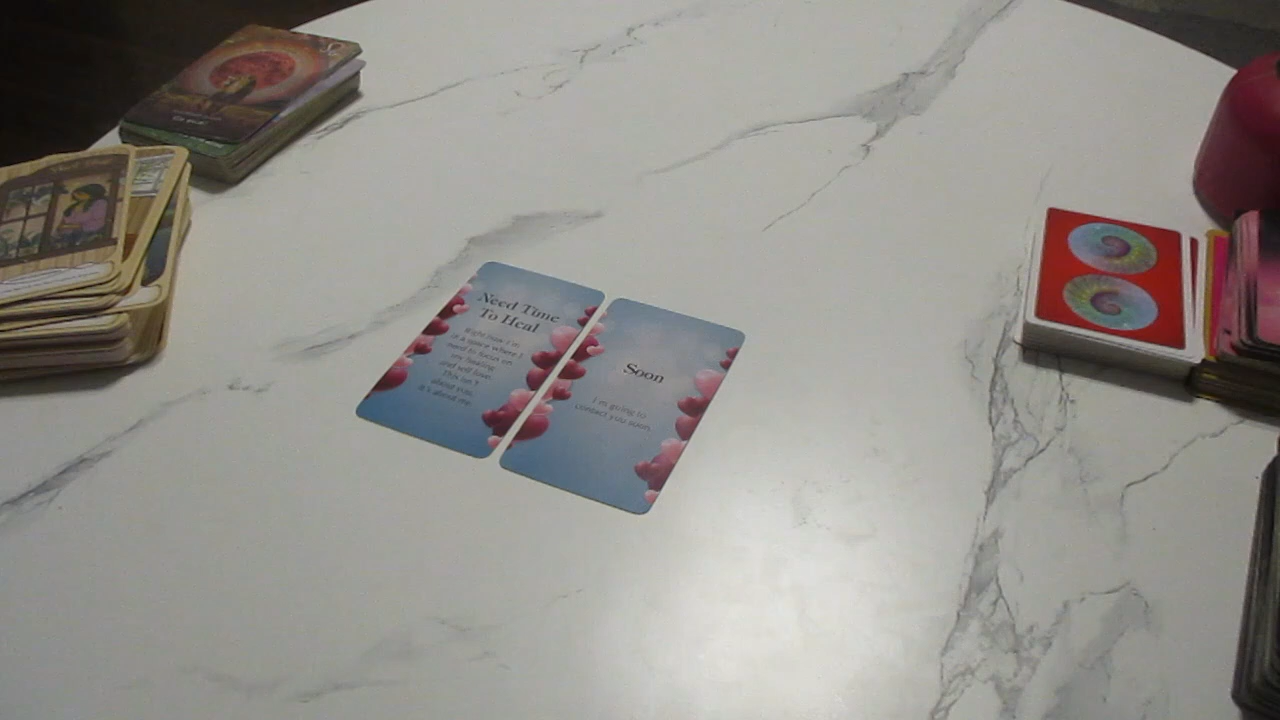 Need Time
To Heal
Right now I'm
in a space where I
need to focus on
my healing
and self love.
This isn't
about you,
it's about me.
Soon
I'm going to
contact you soon.